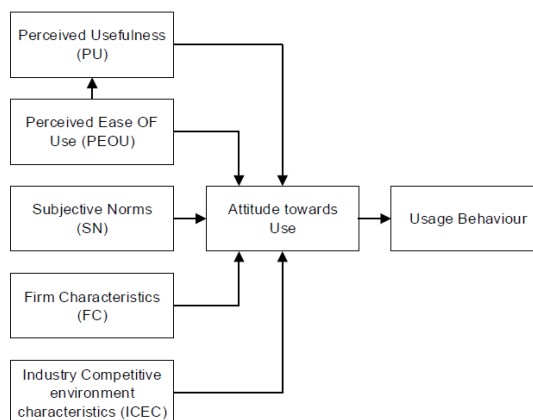 Perceived Usefulness
(PU)
Perceived Ease OF
Use (PEOU)
Subjective Norms
(SN)
Attitude towards
Use
Usage Behaviour
Firm Characteristics
(FC)
Industry Competitive
environment
characteristics (ICEC)